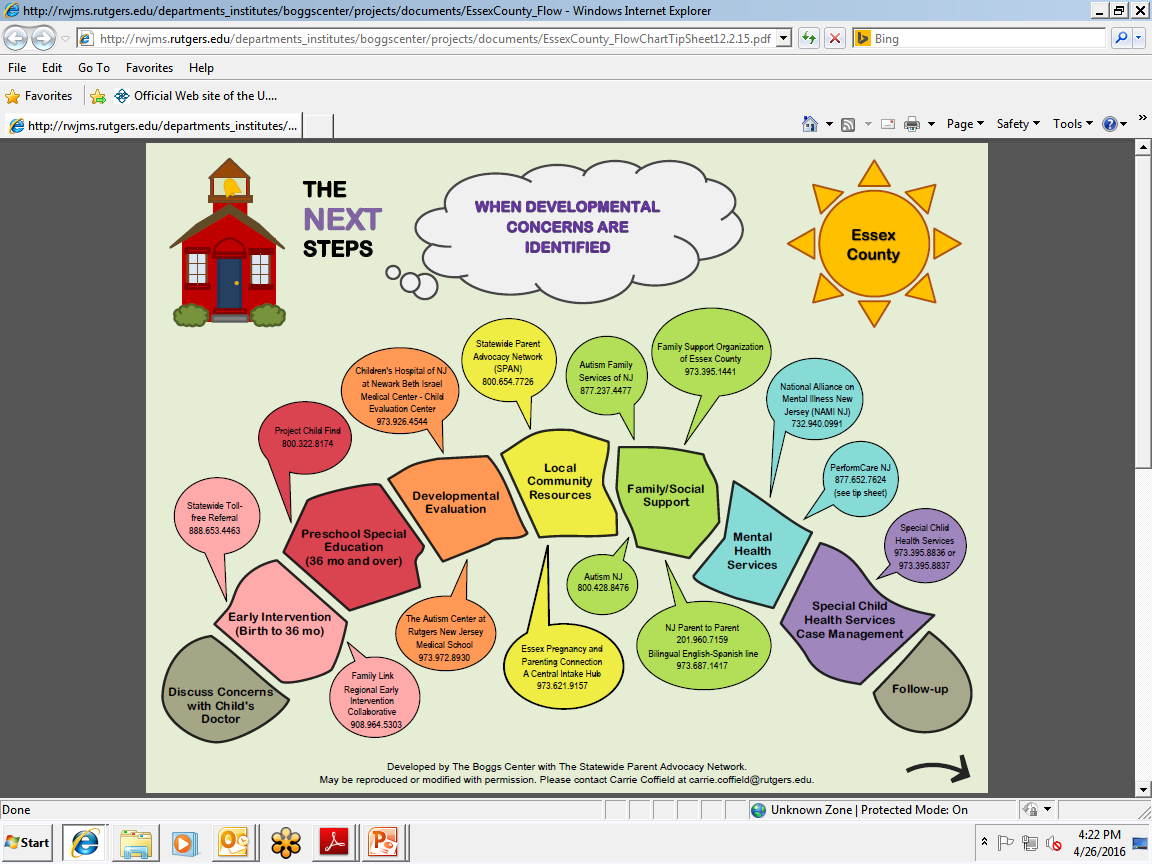 http://rwjms.rutgers.edu/departments_institutes/boggscenter/projects/documents/EssexCounty_Flow - Windows Internet Explorer
http://rwjms.rutgers.edu/departments_institutes/boggscenter/projects/documents/EssexCounty_FlowChartTipSheet12.2.15.pdf
Bing
File Edit Go To Favorites Help
Favorites
Official Web site of the U....
http://rwjms.rutgers.edu/departments_institutes/...
Page Safety Tools
THE
NEXT
STEPS
WHEN DEVELOPMENTAL
CONCERNS ARE
IDENTIFIED
Essex
County
Statewide Toll-
free Referral
888.653.4463
Project Child Find
800.322.8174
Children's Hospital of NJ
at Newark Beth Israel
Medical Center - Child
Evaluation Center
973.926.4544
Statewide Parent
Advocacy Network
(SPAN)
800.654.7726
Autism Family
Services of NJ
877.237.4477
Family Support Organization
of Essex County
973.395.1441
National Alliance on
Mental Illness New
Jersey (NAMI NJ)
732.940.0991
PerformCare NJ
877.652.7624
(see tip sheet)
Special Child
Health Services
973.395.8836 or
973.395.8837
Discuss Concerns
with Child's
Doctor
Early Intervention
(Birth to 36 mo)
Preschool Special
Education
(36 mo and over)
Developmental
Evaluation
Local
Community
Resources
Family/Social
Support
Mental
Health
Services
Special Child
Health Services
Case Management
Follow-up
Family Link
Regional Early
Intervention
Collaborative
908.964.5303
The Autism Center at
Rutgers New Jersey
Medical School
973.972.8930
Essex Pregnancy and
Parenting Connection
A Central Intake Hub
973.621.9157
Autism NJ
800.428.8476
NJ Parent to Parent
201.960.7159
Bilingual English-Spanish line
973.687.1417
Developed by The Boggs Center with The Statewide Parent Advocacy Network.
May be reproduced or modified with permission. Please contact Carrie Coffield at carrie.coffield@rutgers.edu.
Done
Unknown Zone | Protected Mode: On
Start
4:22 PM
4/26/2016